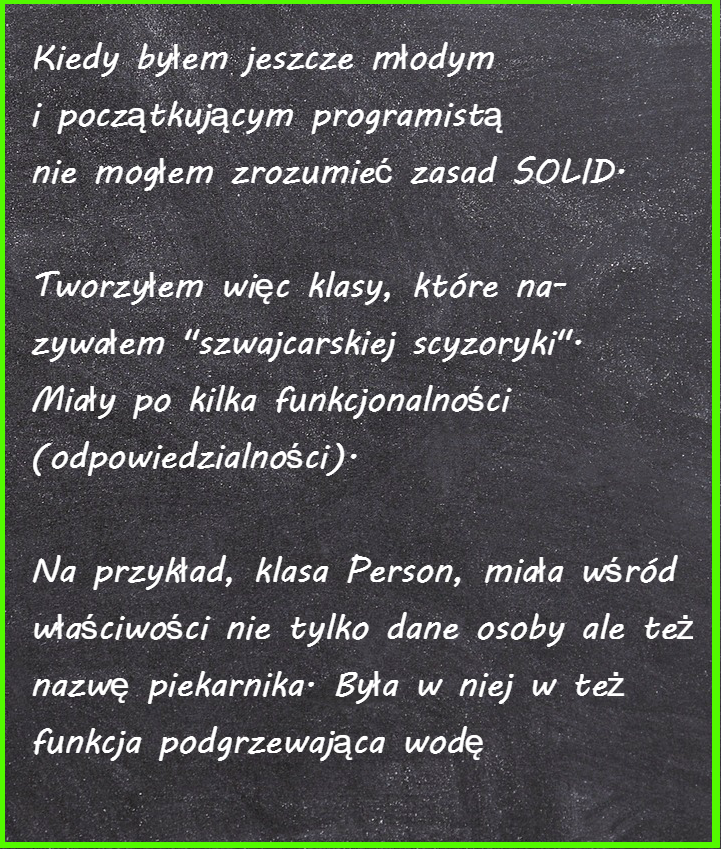 Kiedy byłem jeszcze młodym
i początkującym programistą
nie mogłem zrozumieć zasad SOLID.
Tworzyłem więc klasy, które na-
zywałem "szwajcarskiej scyzoryki".
Miały po kilka funkcjonalności
(odpowiedzialności).
Na przykład, klasa Person, miała wśród
właściwości nie tylko dane osoby ale też
nazwę piekarnika. Była w niej w też
funkcja podgrzewająca wodę